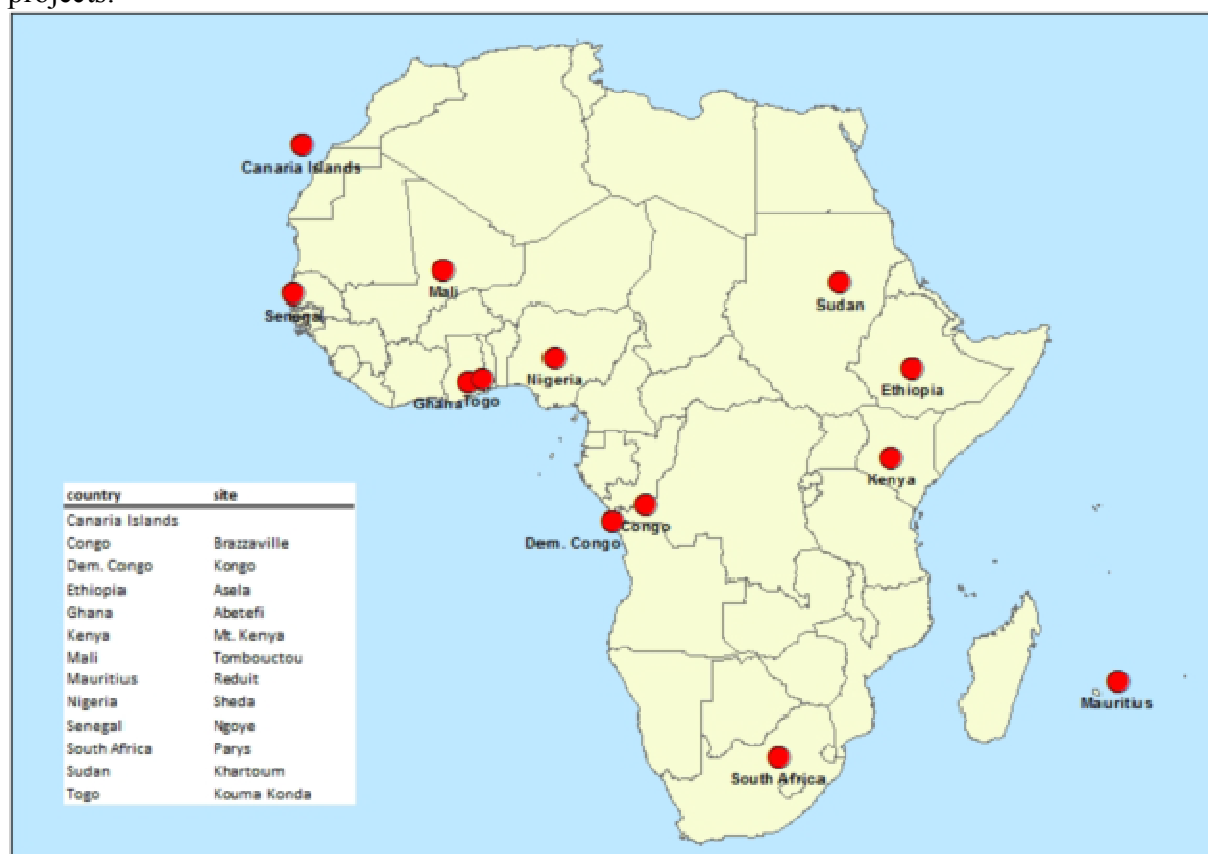 projects.
Canaria Islands
Mali
Senegal
Sudan
Nigeria
Ethiopia
Ghana
Togo
Kenya
Congo
Dem. Congo
Mauritius
South Africa
country site
Canaria Islands
Congo Brazzaville
Dem. Congo Kongo
Ethiopia Asela
Ghana Abetefi
Kenya Mt. Kenya
Mali Tombouctou
Mauritius Reduit
Nigeria Sheda
Senegal Ngoye
South Africa Parys
Sudan Khartoum
Togo Kouma Konda